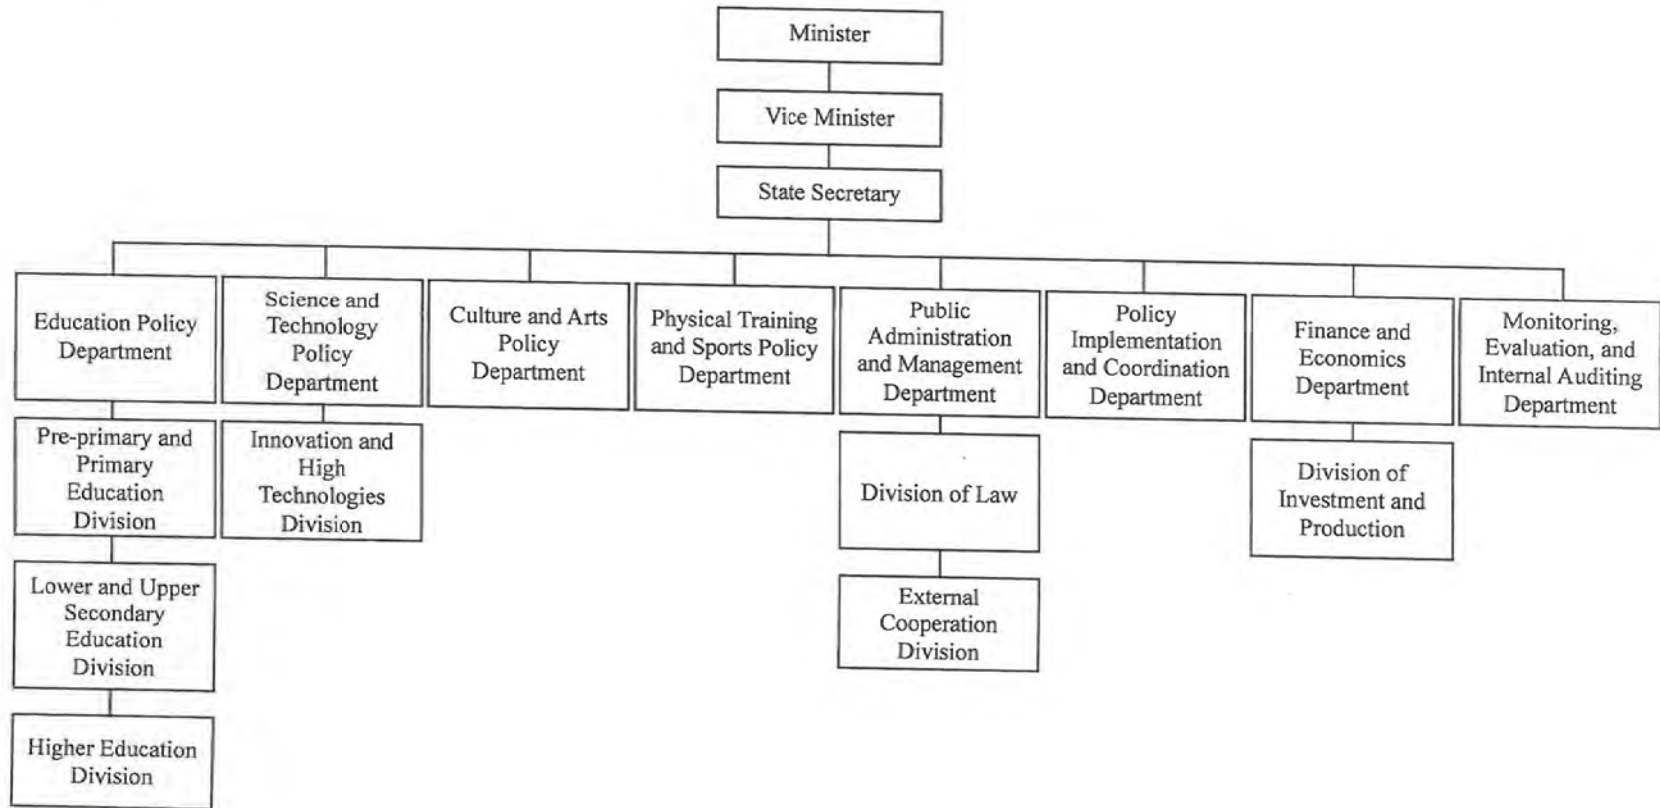 Minister
Vice Minister
State Secretary
Education Policy
Department
Science and
Technology
Policy
Department
Culture and Arts
Policy
Department
Physical Training
and Sports Policy
Department
Public
Administration
and Management
Department
Policy
Implementation
and Coordination
Department
Finance and
Economics
Department
Monitoring,
Evaluation, and
Internal Auditing
Department
Pre-primary and
Primary
Education
Division
Innovation and
High
Technologies
Division
Division of Law
Division of
Investment and
Production
Lower and Upper
Secondary
Education
Division
External
Cooperation
Division
Higher Education
Division